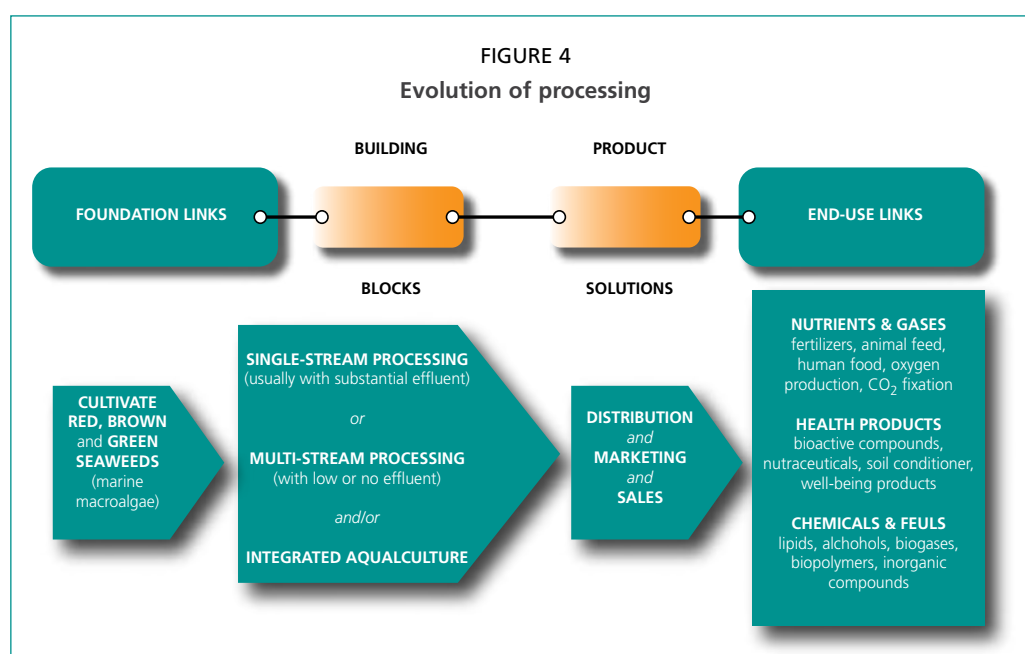 FIGURE 4
Evolution of processing
BUILDING
PRODUCT
FOUNDATION LINKS
END-USE LINKS
BLOCKS
SOLUTIONS
CULTIVATE
RED, BROWN
and GREEN
SEAWEEDS
(marine
macroalgae)
SINGLE-STREAM PROCESSING
(usually with substantial effluent)
or
MULTI-STREAM PROCESSING
(with low or no effluent)
and/or
INTEGRATED AQUALCULTURE
DISTRIBUTION
and
MARKETING
and
SALES
NUTRIENTS & GASES
fertilizers, animal feed,
human food, oxygen
production, CO₂ fixation
HEALTH PRODUCTS
bioactive compounds,
nutraceuticals, soil conditioner,
well-being products
CHEMICALS & FEULS
lipids, alchohols, biogases,
biopolymers, inorganic
compounds